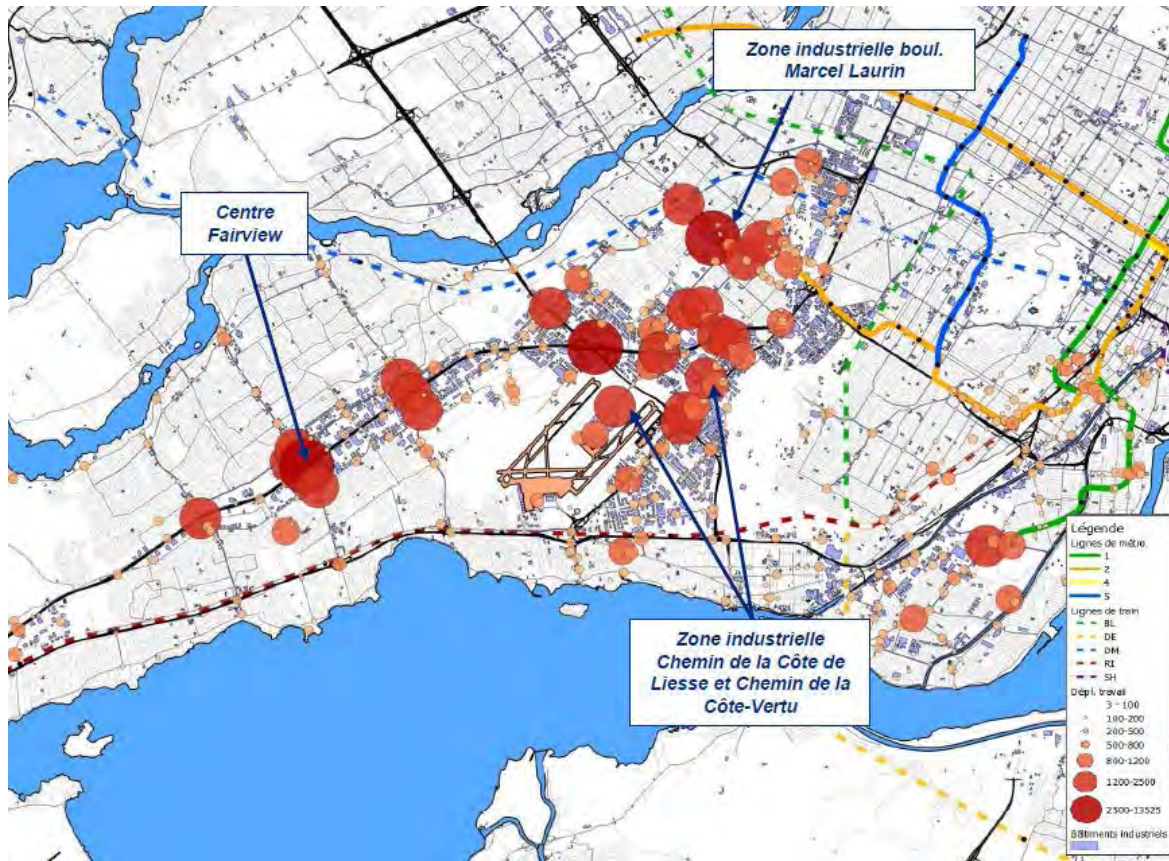 Zone industrielle boul.
Marcel Laurin
Centre
Fairview
Zone industrielle
Chemin de la Côte de
Liesse et Chemin de la
Côte-Vertu
Légende
Lignes de métro
1
2
4
5
Lignes de train
BL
DE
DM
RI
SH
Dépl. travail
3 - 100
100-200
200-500
500-800
800-1200
1200-2500
2500-13525
Bâtiments industriels